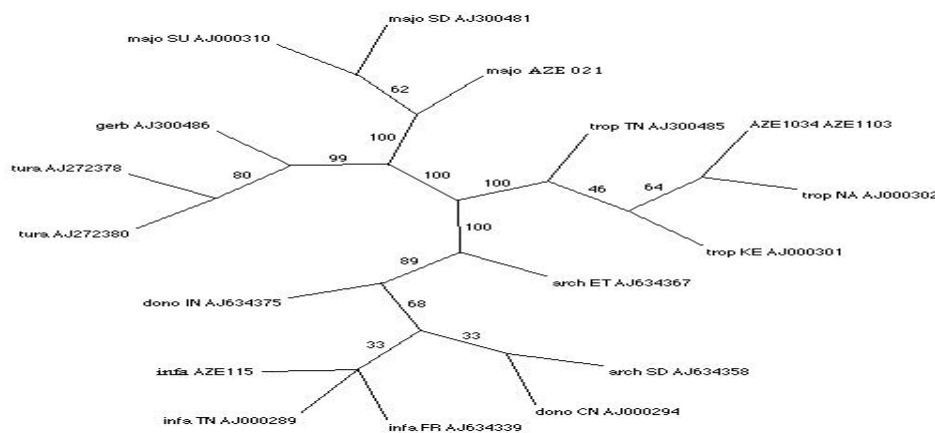 majo SD AJ300481
majo SU AJ000310
majo AZE 021
62
gerb AJ300486
100
trop TN AJ300485
AZE1034 AZE1103
99
tura AJ272378
80
100
100
46
64
trop NA AJ000302
tura AJ272380
100
trop KE AJ000301
89
arch ET AJ634367
dono IN AJ634375
68
33
33
infa AZE115
arch SD AJ634358
infa TN AJ000289
infa FR AJ634339
dono CN AJ000294